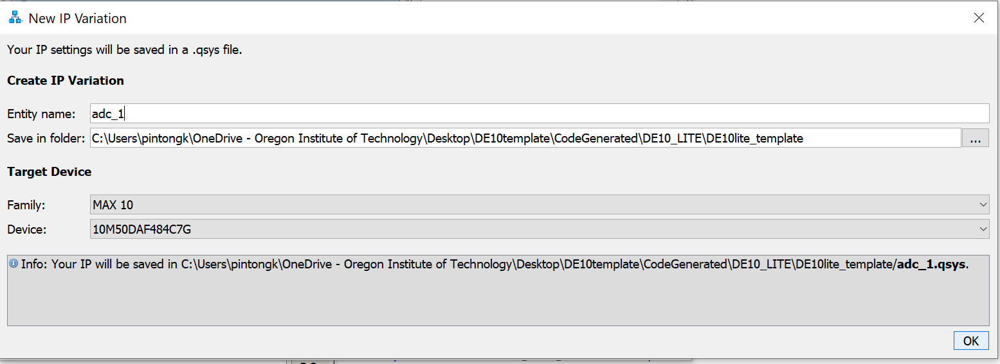 New IP Variation
Your IP settings will be saved in a .qsys file.
Create IP Variation
Entity name: adc_1
Save in folder: C:\Users\pintongk\OneDrive - Oregon Institute of Technology\Desktop\DE10template\CodeGenerated\DE10_LITE\DE10lite_template ...
Target Device
Family: MAX 10
Device: 10M50DAF484C7G
Info: Your IP will be saved in C:\Users\pintongk\OneDrive - Oregon Institute of Technology\Desktop\DE10template\CodeGenerated\DE10_LITE\DE10lite_template/adc_1.qsys.
OK